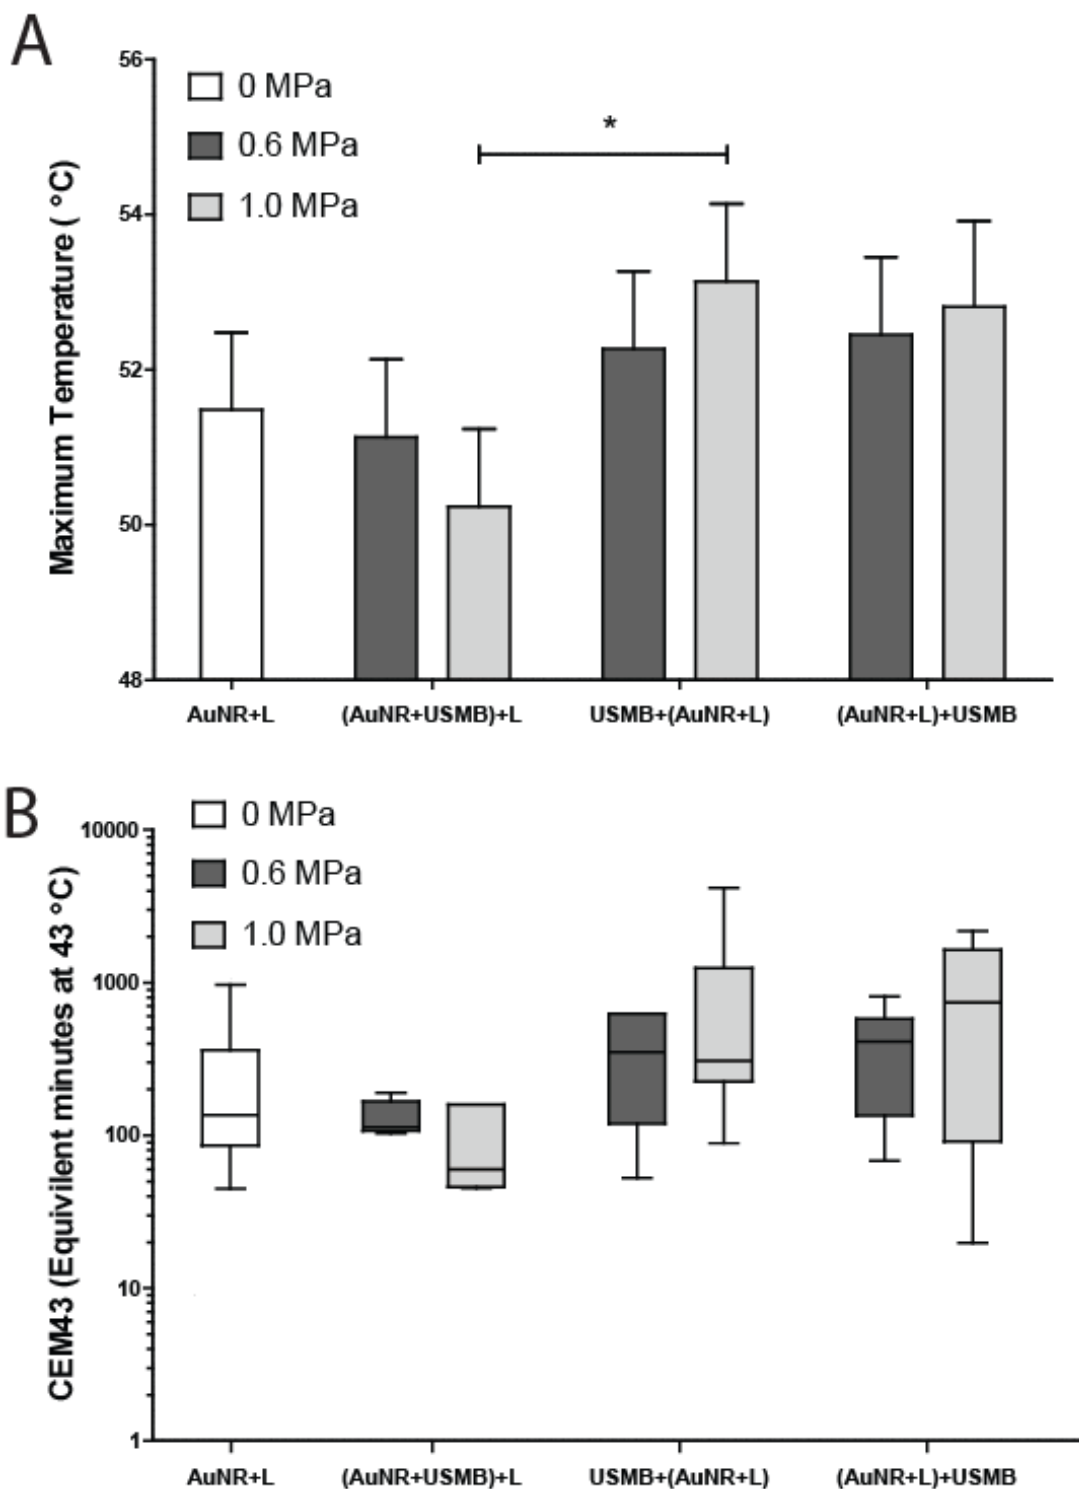 A
56
0 MPa
0.6 MPa
*
1.0 MPa
54
52
50
48
Maximum Temperature ( °C)
AuNR+L
(AuNR+USMB)+L
USMB+(AuNR+L)
(AuNR+L)+USMB
B
10000
0 MPa
0.6 MPa
1.0 MPa
1000
100
10
1
CEM43 (Equivilent minutes at 43 °C)
AuNR+L
(AuNR+USMB)+L
USMB+(AuNR+L)
(AuNR+L)+USMB